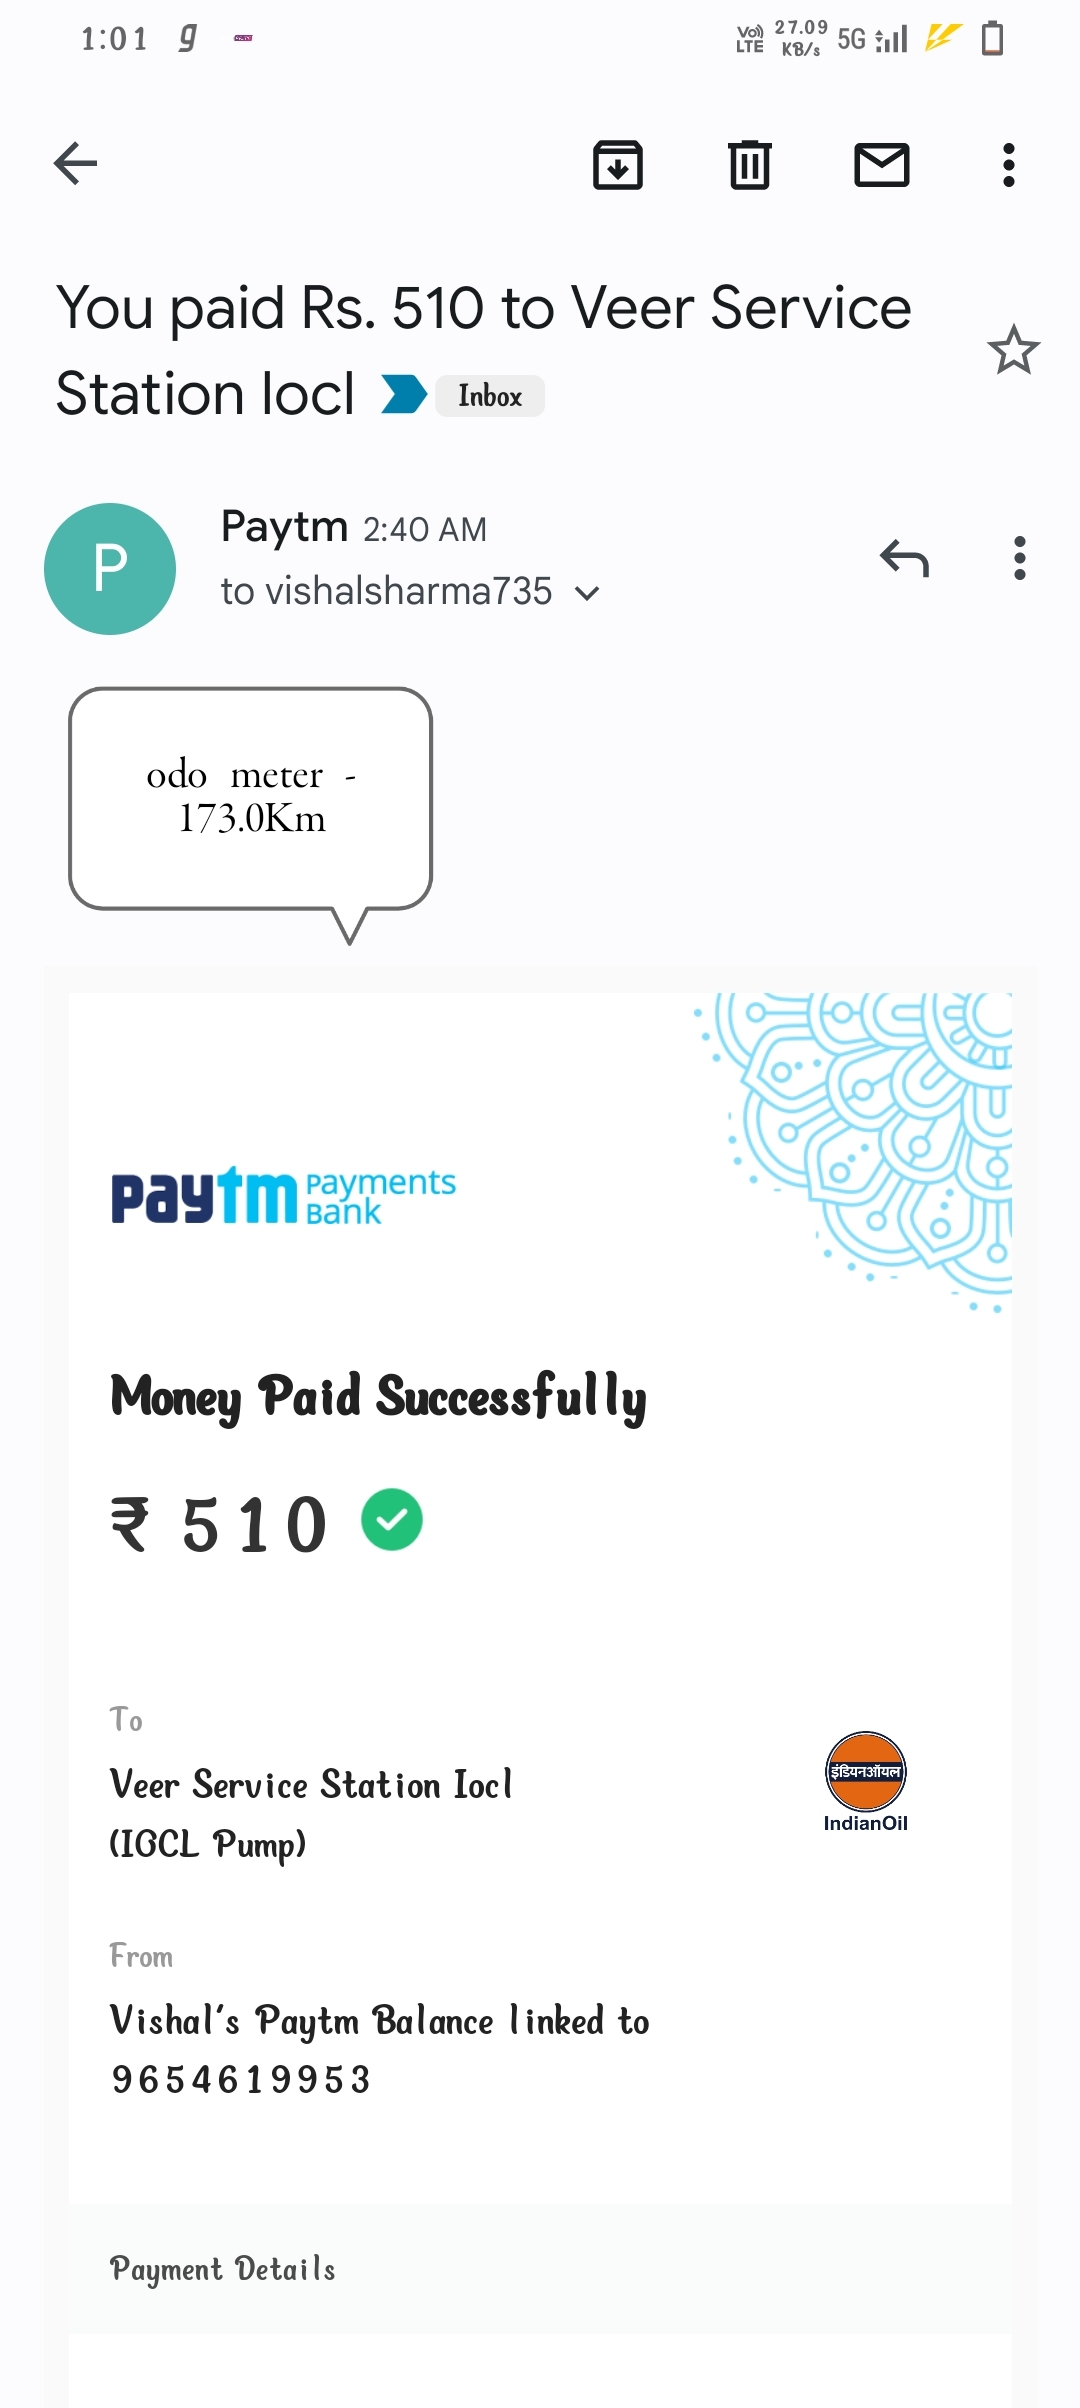 1:01 g
Vo)) LTE 27.09 KB/s 5G
You paid Rs. 510 to Veer Service
Station Iocl Inbox
P
Paytm 2:40 AM
to vishalsharma735
odo meter -
173.0Km
paytm Payments Bank
Money Paid Successfully
₹ 510
To
Veer Service Station Iocl
(IOCL Pump)
इंडियनऑयल
IndianOil
From
Vishal's Paytm Balance linked to
9654619953
Payment Details